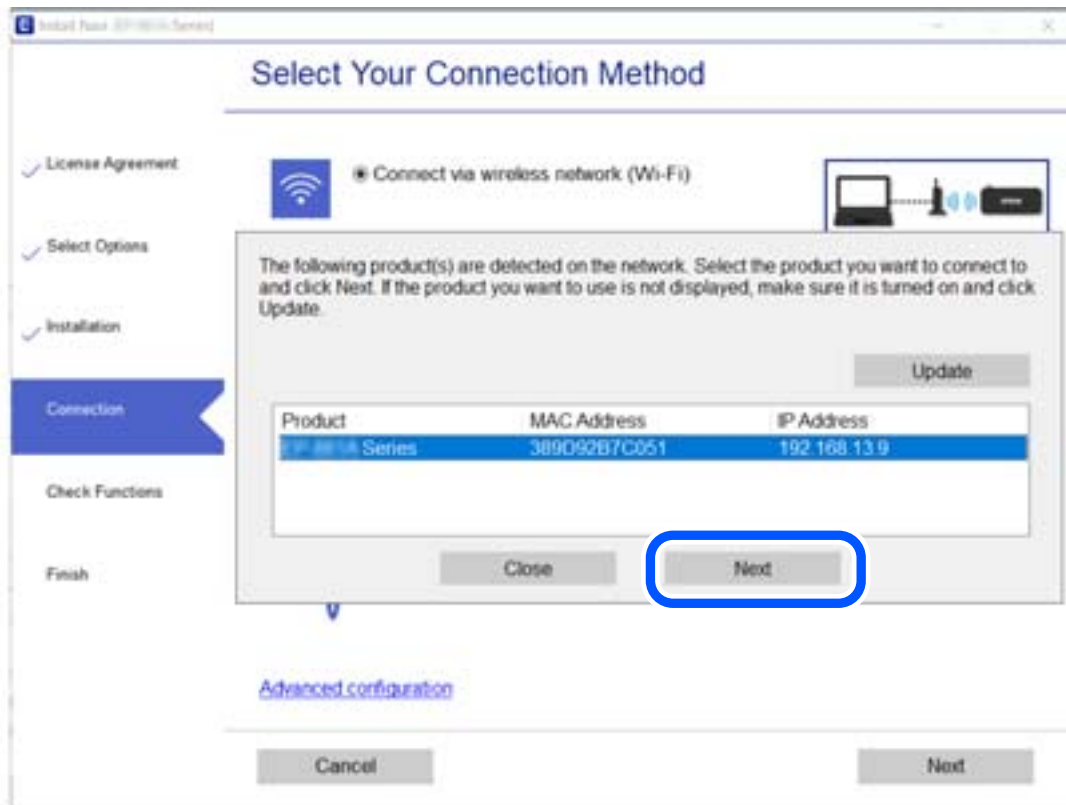 Install Navi
Series]
Select Your Connection Method
License Agreement
Select Options
Installation
Connection
Check Functions
Finish
Connect via wireless network (Wi-Fi)
The following product(s) are detected on the network. Select the product you want to connect to
and click Next. If the product you want to use is not displayed, make sure it is turned on and click
Update.
Update
Product MAC Address IP Address
Series 389D92B7C051 192.168.13.9
Close Next
Advanced configuration
Cancel Next